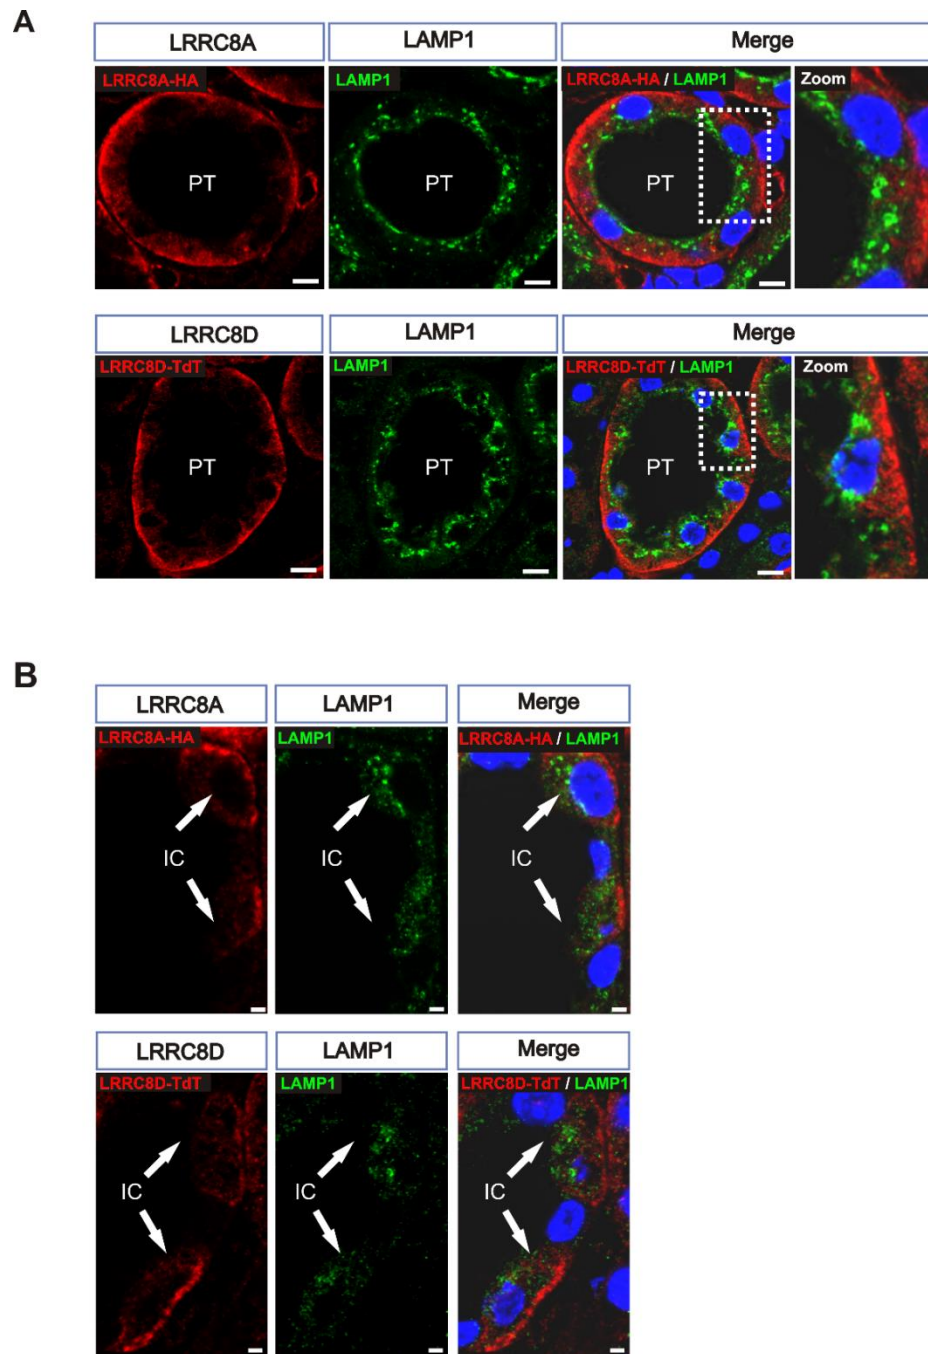 A
LRRC8A LAMP1 Merge
LRRC8A-HA LAMP1 LRRC8A-HA / LAMP1 Zoom
PT PT PT
LRRC8D LAMP1 Merge
LRRC8D-TdT LAMP1 LRRC8D-TdT / LAMP1 Zoom
PT PT PT
B
LRRC8A LAMP1 Merge
LRRC8A-HA LAMP1 LRRC8A-HA / LAMP1
IC IC IC
LRRC8D LAMP1 Merge
LRRC8D-TdT LAMP1 LRRC8D-TdT / LAMP1
IC IC IC